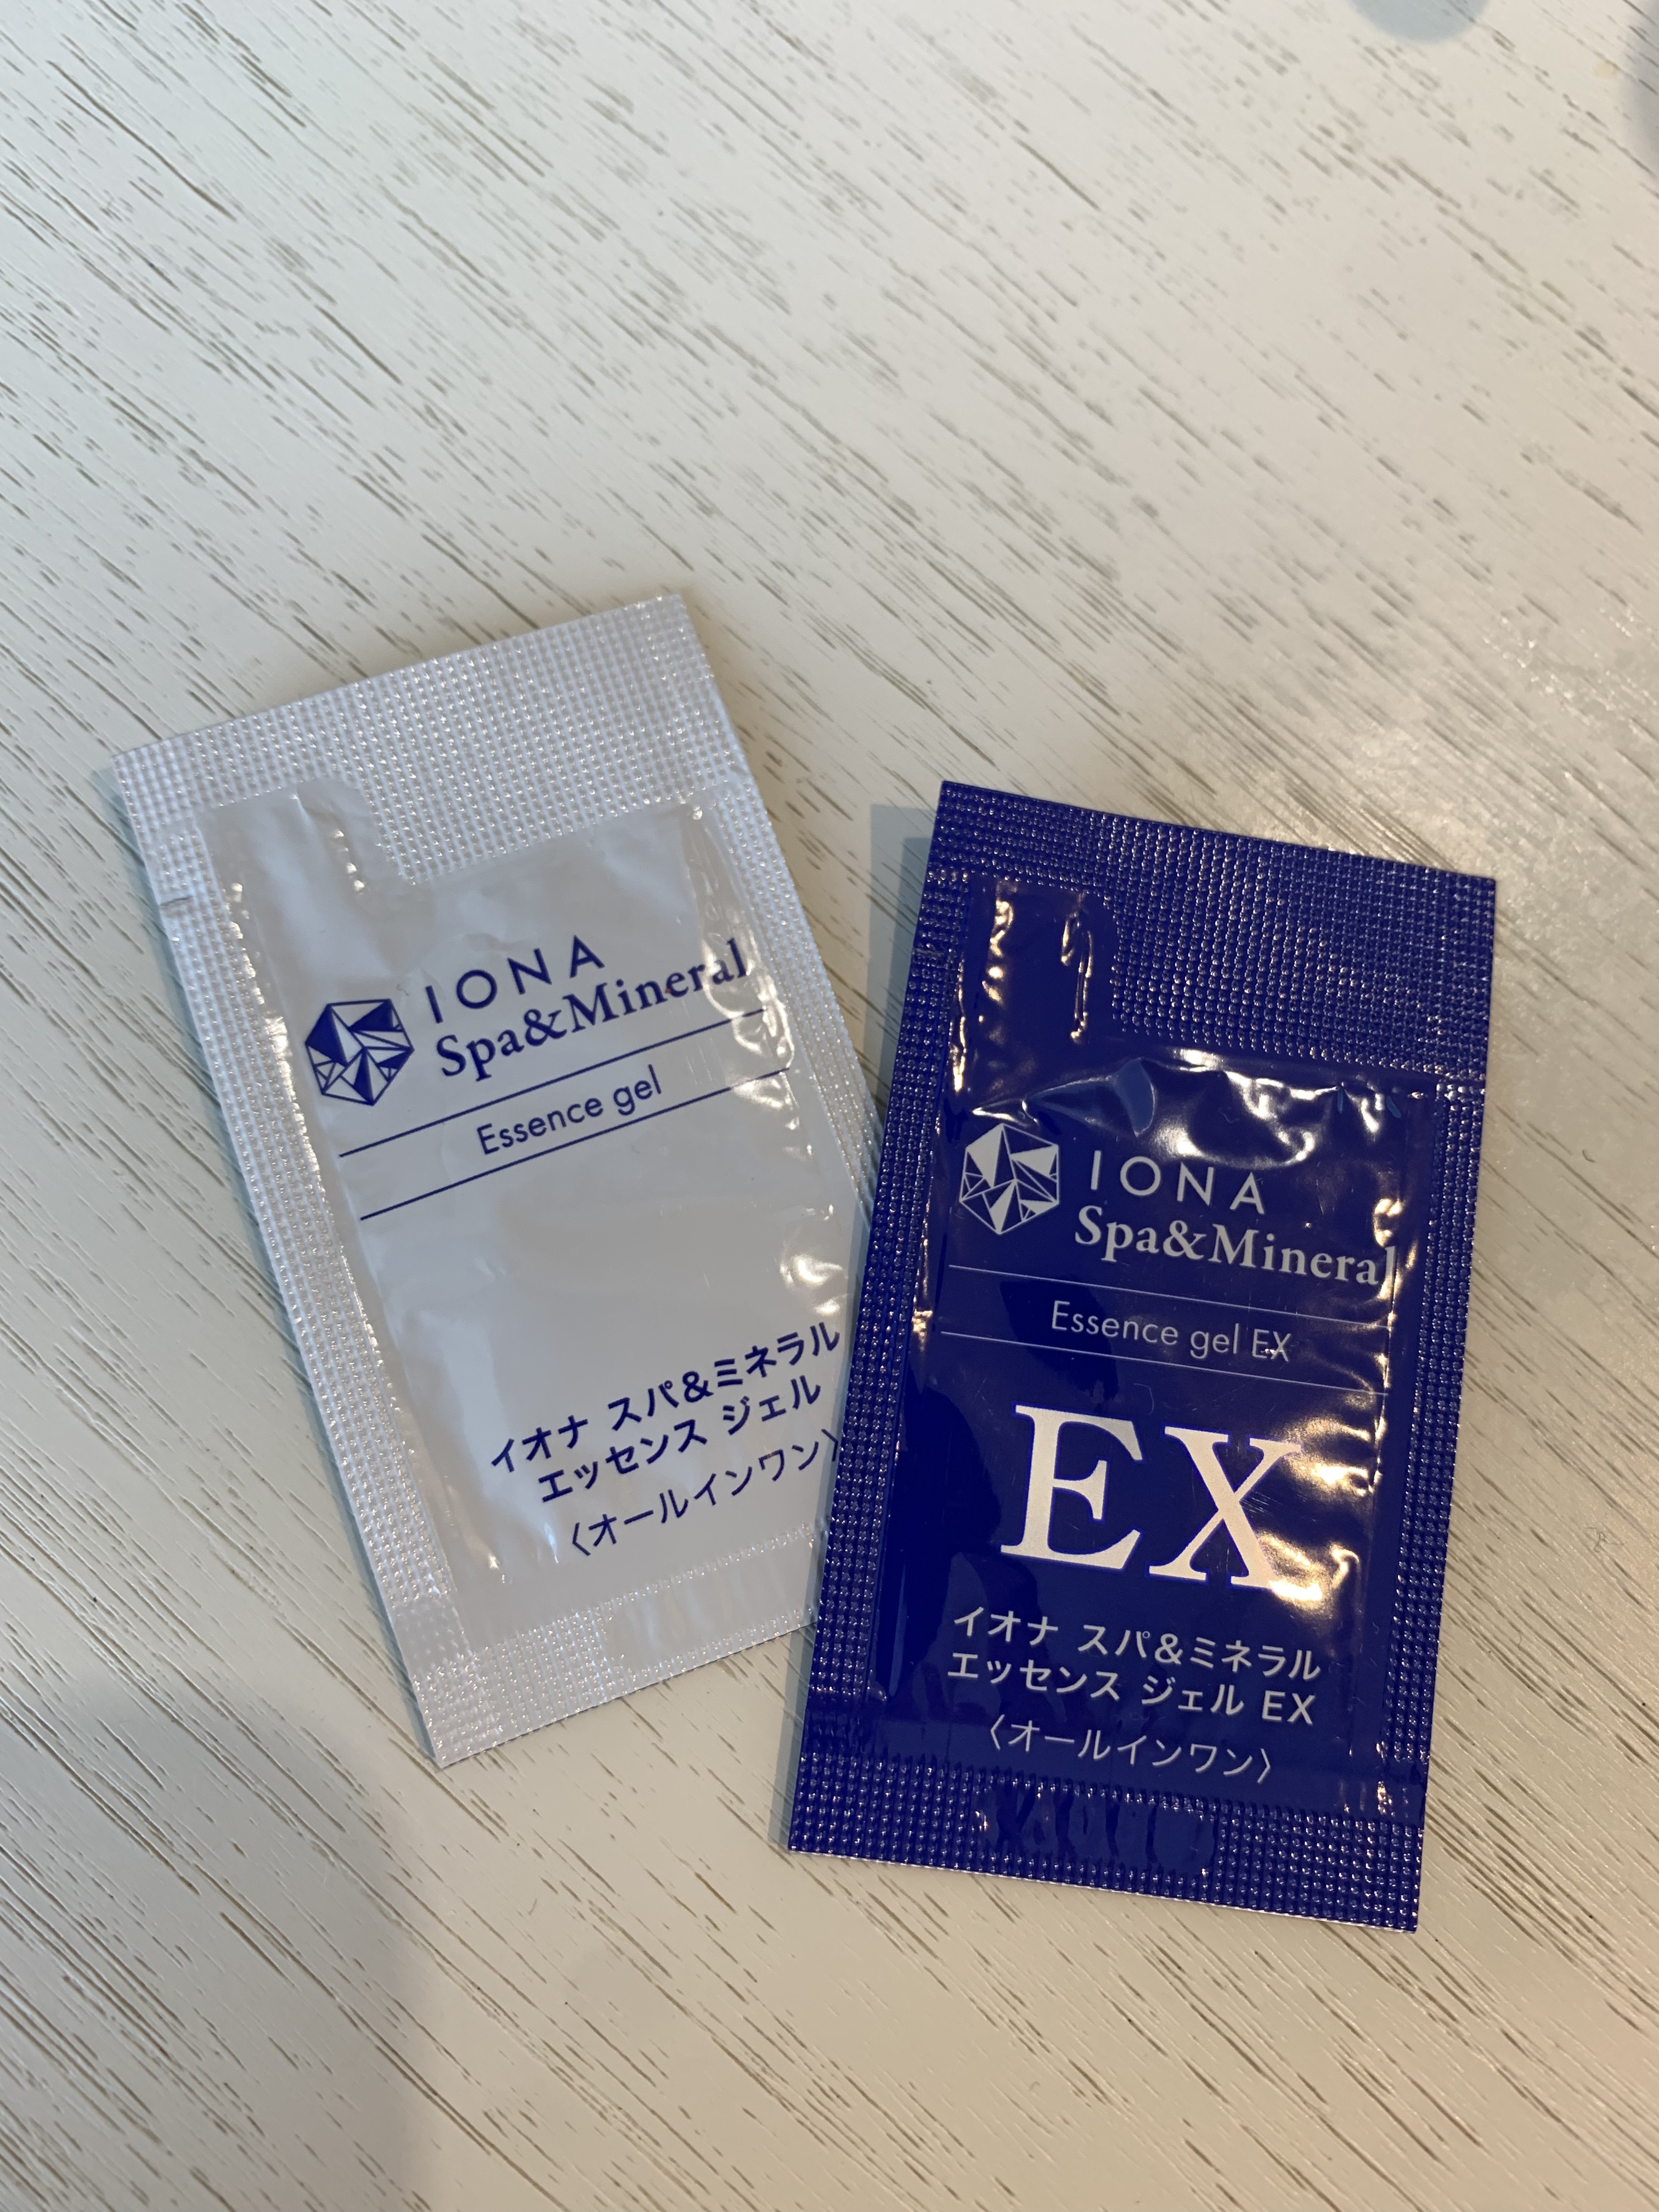 IONA
Spa&Mineral
Essence gel
イオナ スパ&ミネラル
エッセンス ジェル
〈オールインワン〉
IONA
Spa&Mineral
Essence gel EX
EX
イオナ スパ&ミネラル
エッセンス ジェル EX
〈オールインワン〉